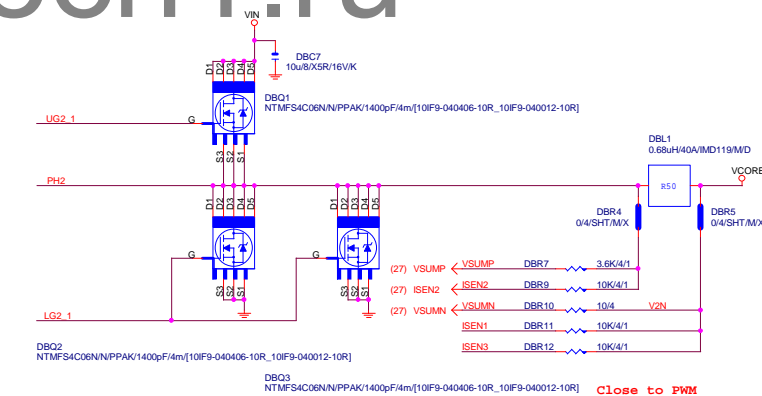 VIN
DBC7
10u/8/X5R/16V/K
D1 D2 D3 D4 D5
DBQ1
NTMFS4C06N/N/PPAK/1400pF/4m/[10IF9-040406-10R_10IF9-040012-10R]
UG2_1
G
S3 S2 S1
DBL1
0.68uH/40A/IMD119/M/D
VCORE
R50
PH2
D1 D2 D3 D4 D5
D1 D2 D3 D4 D5
DBR4
0/4/SHT/M/X
DBR5
0/4/SHT/M/X
G
G
(27) VSUMP VSUMP DBR7 3.6K/4/1
(27) ISEN2 ISEN2 DBR9 10K/4/1
(27) VSUMN VSUMN DBR10 10/4 V2N
ISEN1 DBR11 10K/4/1
ISEN3 DBR12 10K/4/1
S3 S2 S1
S3 S2 S1
LG2_1
DBQ2
NTMFS4C06N/N/PPAK/1400pF/4m/[10IF9-040406-10R_10IF9-040012-10R]
DBQ3
NTMFS4C06N/N/PPAK/1400pF/4m/[10IF9-040406-10R_10IF9-040012-10R]
Close to PWM